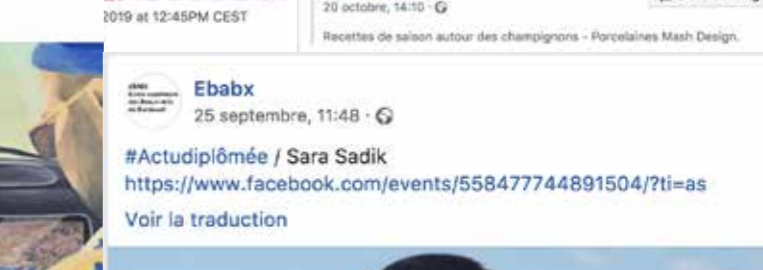 2019 at 12:45PM CEST
20 octobre, 14:10
Recettes de saison autour des champignons - Porcelaines Mash Design.
Ebabx
25 septembre, 11:48 ·
#Actudiplômée / Sara Sadik
https://www.facebook.com/events/558477744891504/?ti=as
Voir la traduction